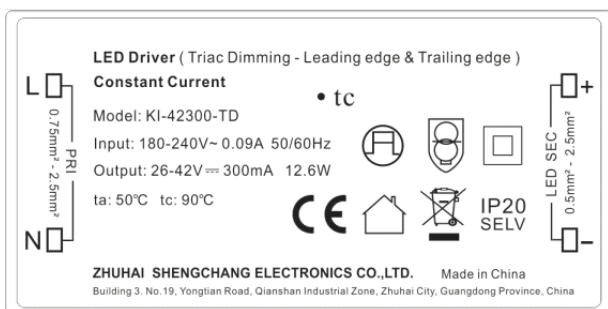 LED Driver ( Triac Dimming - Leading edge & Trailing edge )
Constant Current
• tc
Model: KI-42300-TD
Input: 180-240V~ 0.09A 50/60Hz
Output: 26-42V⎓ 300mA 12.6W
ta: 50℃ tc: 90℃
L
N
PRI
0.75mm² - 2.5mm²
+
−
LED SEC
0.5mm² - 2.5mm²
CE
IP20
SELV
ZHUHAI SHENGCHANG ELECTRONICS CO.,LTD. Made in China
Building 3. No.19, Yongtian Road, Qianshan Industrial Zone, Zhuhai City, Guangdong Province, China